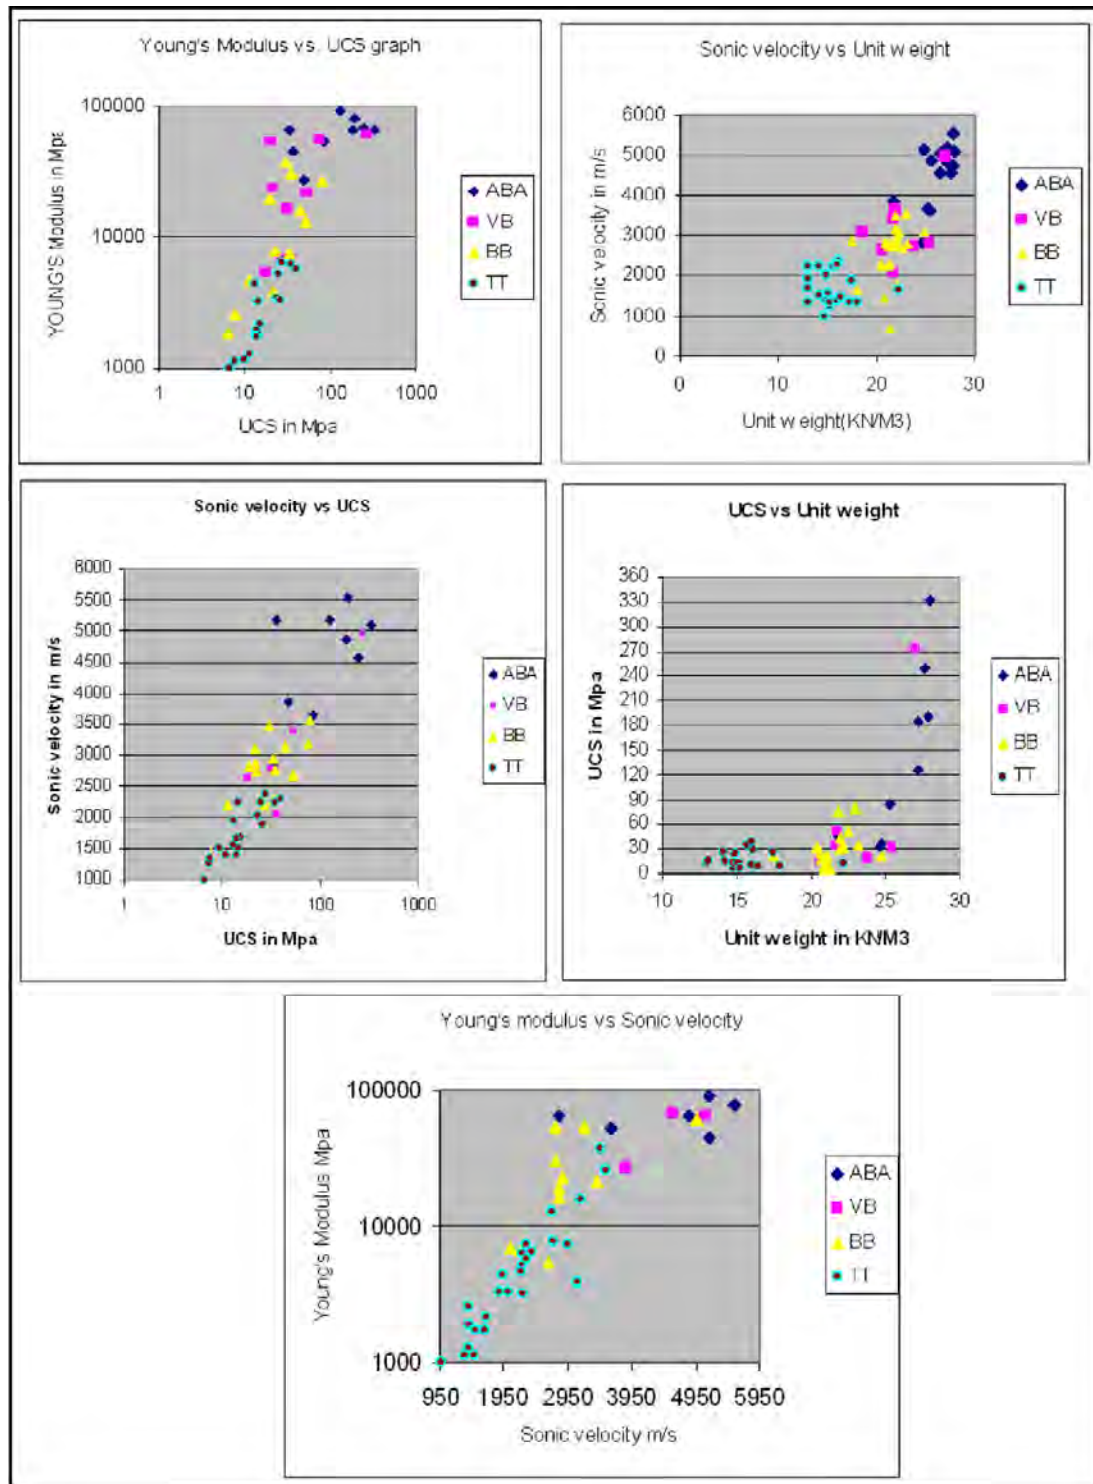 Young's Modulus vs. UCS graph
YOUNG'S Modulus in Mpa
100000
10000
1000
1
10
100
1000
UCS in Mpa
ABA
VB
BB
TT
Sonic velocity vs Unit weight
Sonic velocity in m/s
6000
5000
4000
3000
2000
1000
0
0
10
20
30
Unit weight(KN/M3)
ABA
VB
BB
TT
Sonic velocity vs UCS
Sonic velocity in m/s
6000
5500
5000
4500
4000
3500
3000
2500
2000
1500
1000
1
10
100
1000
UCS in Mpa
ABA
VB
BB
TT
UCS vs Unit weight
UCS in Mpa
360
330
300
270
240
210
180
150
120
90
60
30
0
10
15
20
25
30
Unit weight in KN/M3
ABA
VB
BB
TT
Young's modulus vs Sonic velocity
Young's Modulus Mpa
100000
10000
1000
950
1950
2950
3950
4950
5950
Sonic velocity m/s
ABA
VB
BB
TT